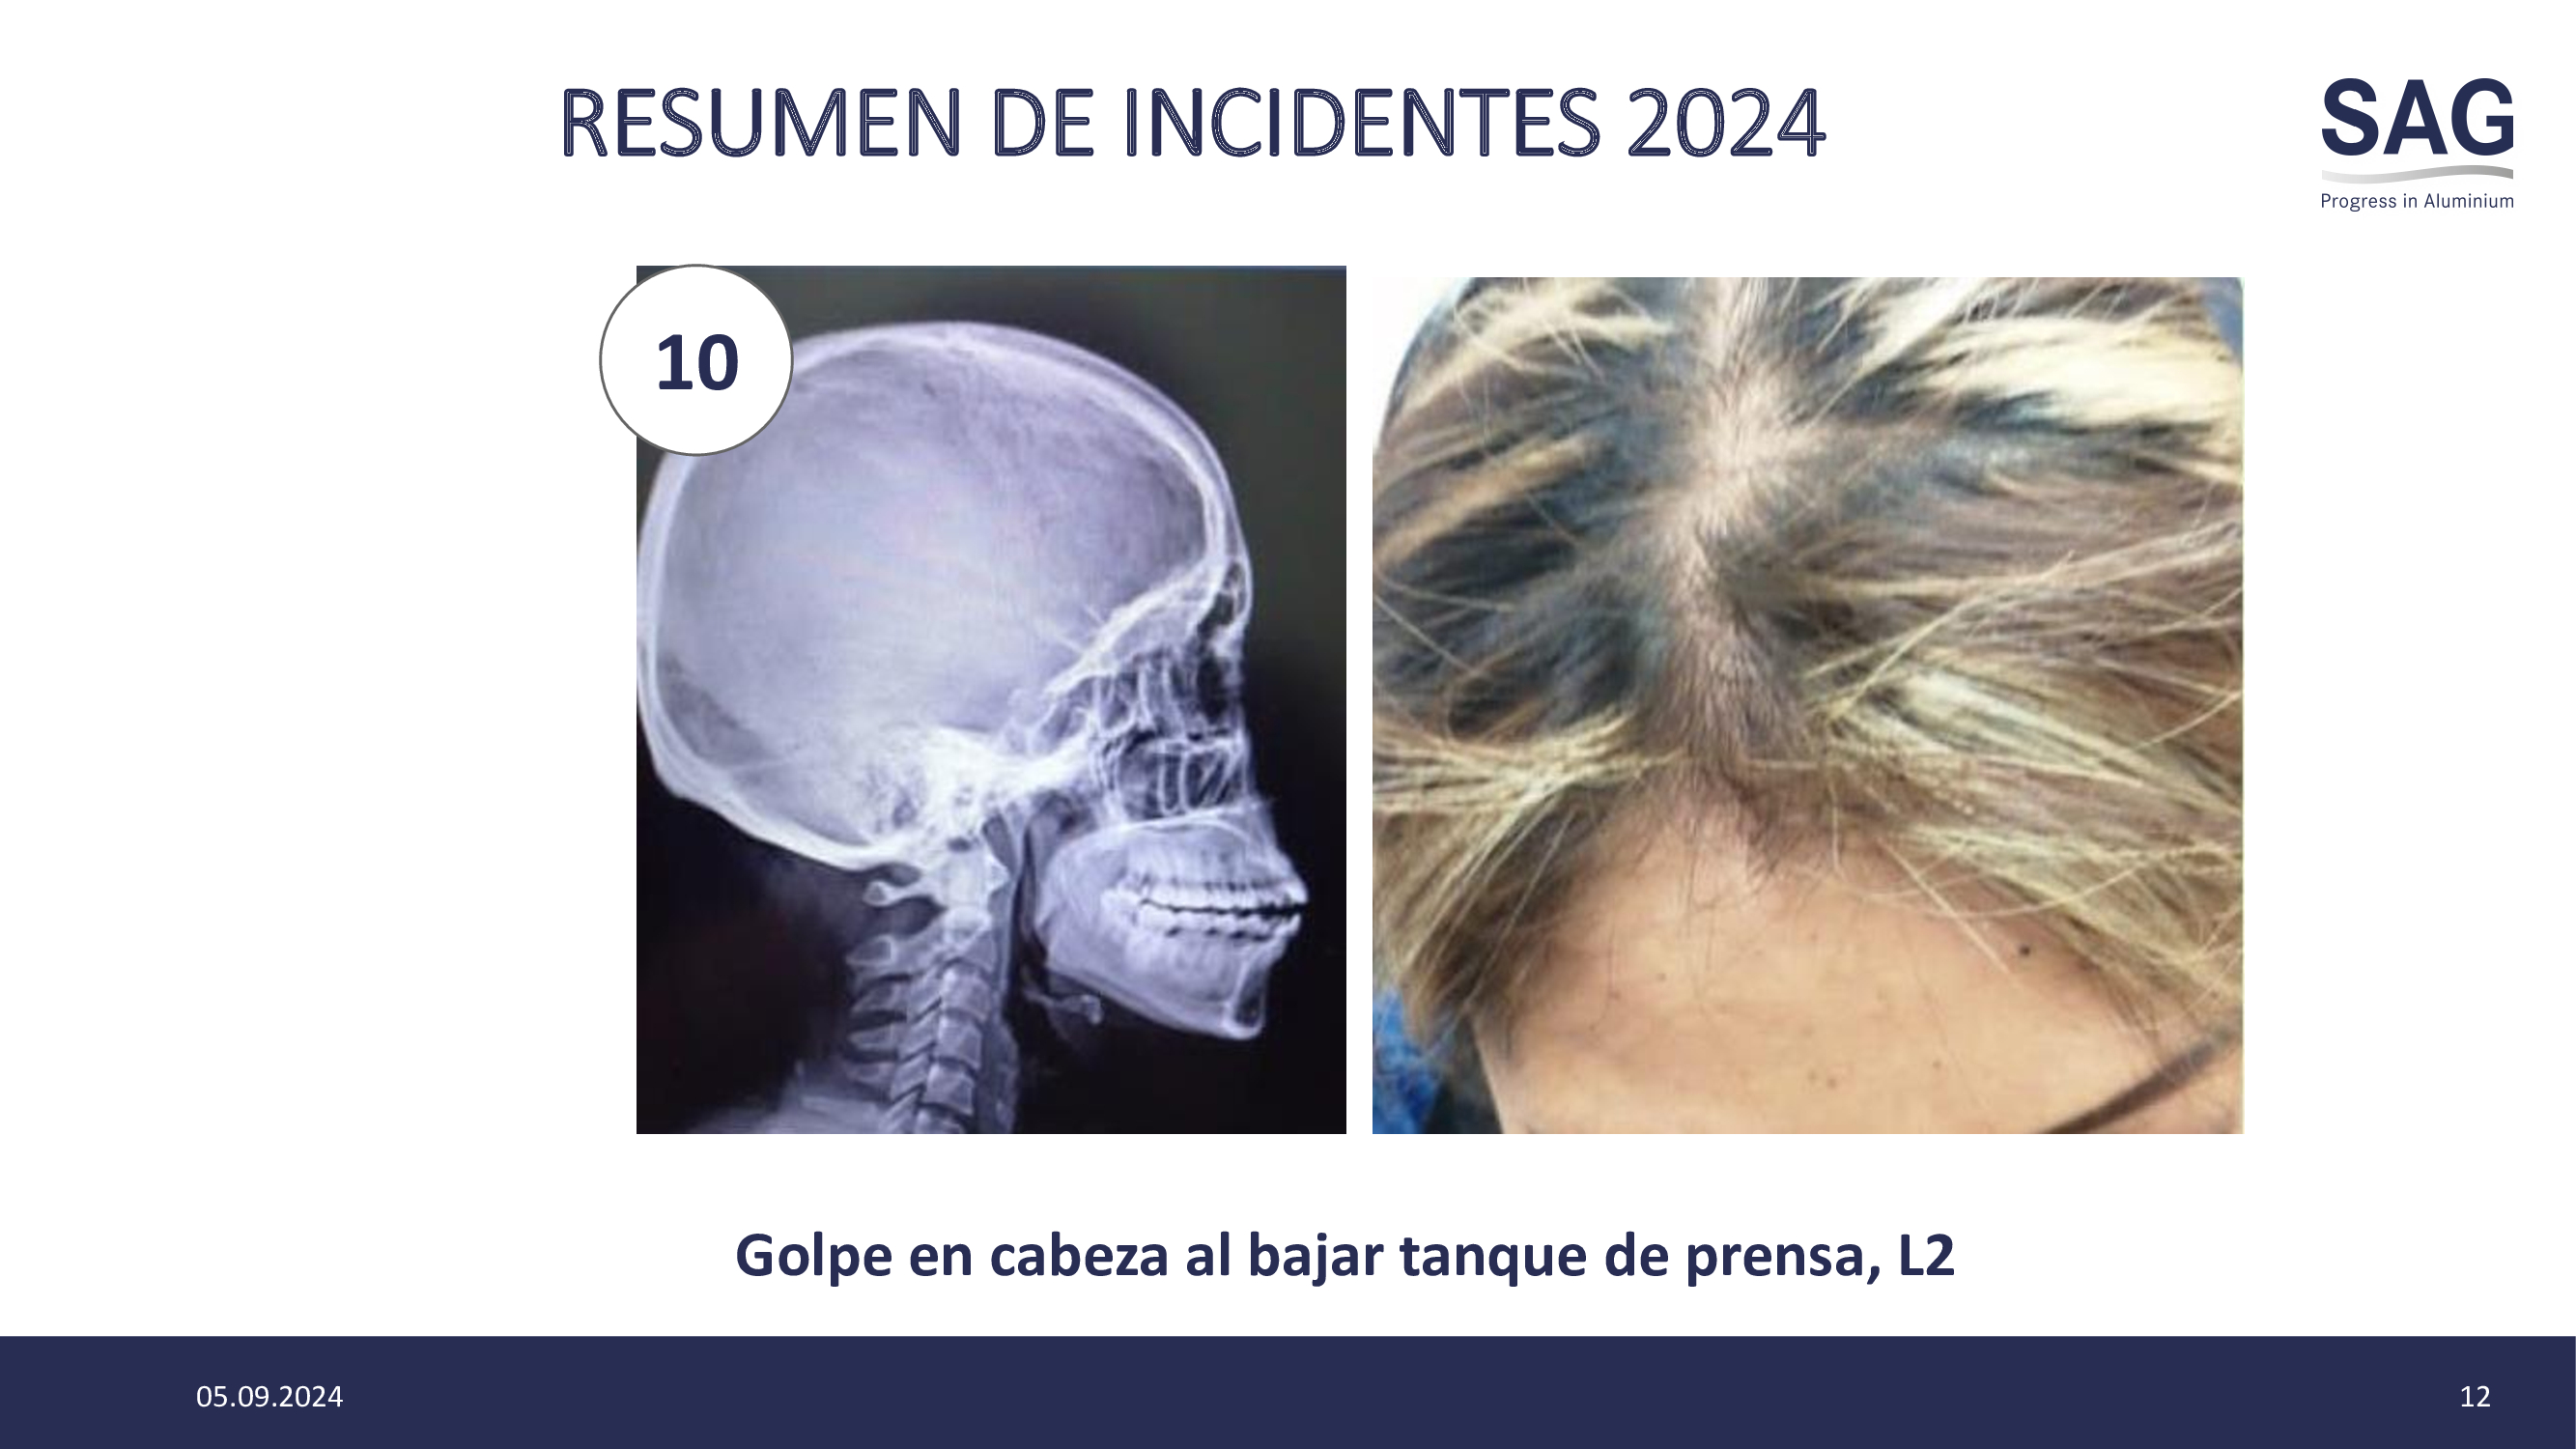 RESUMEN DE INCIDENTES 2024
SAG
Progress in Aluminium
10
Golpe en cabeza al bajar tanque de prensa, L2
05.09.2024
12